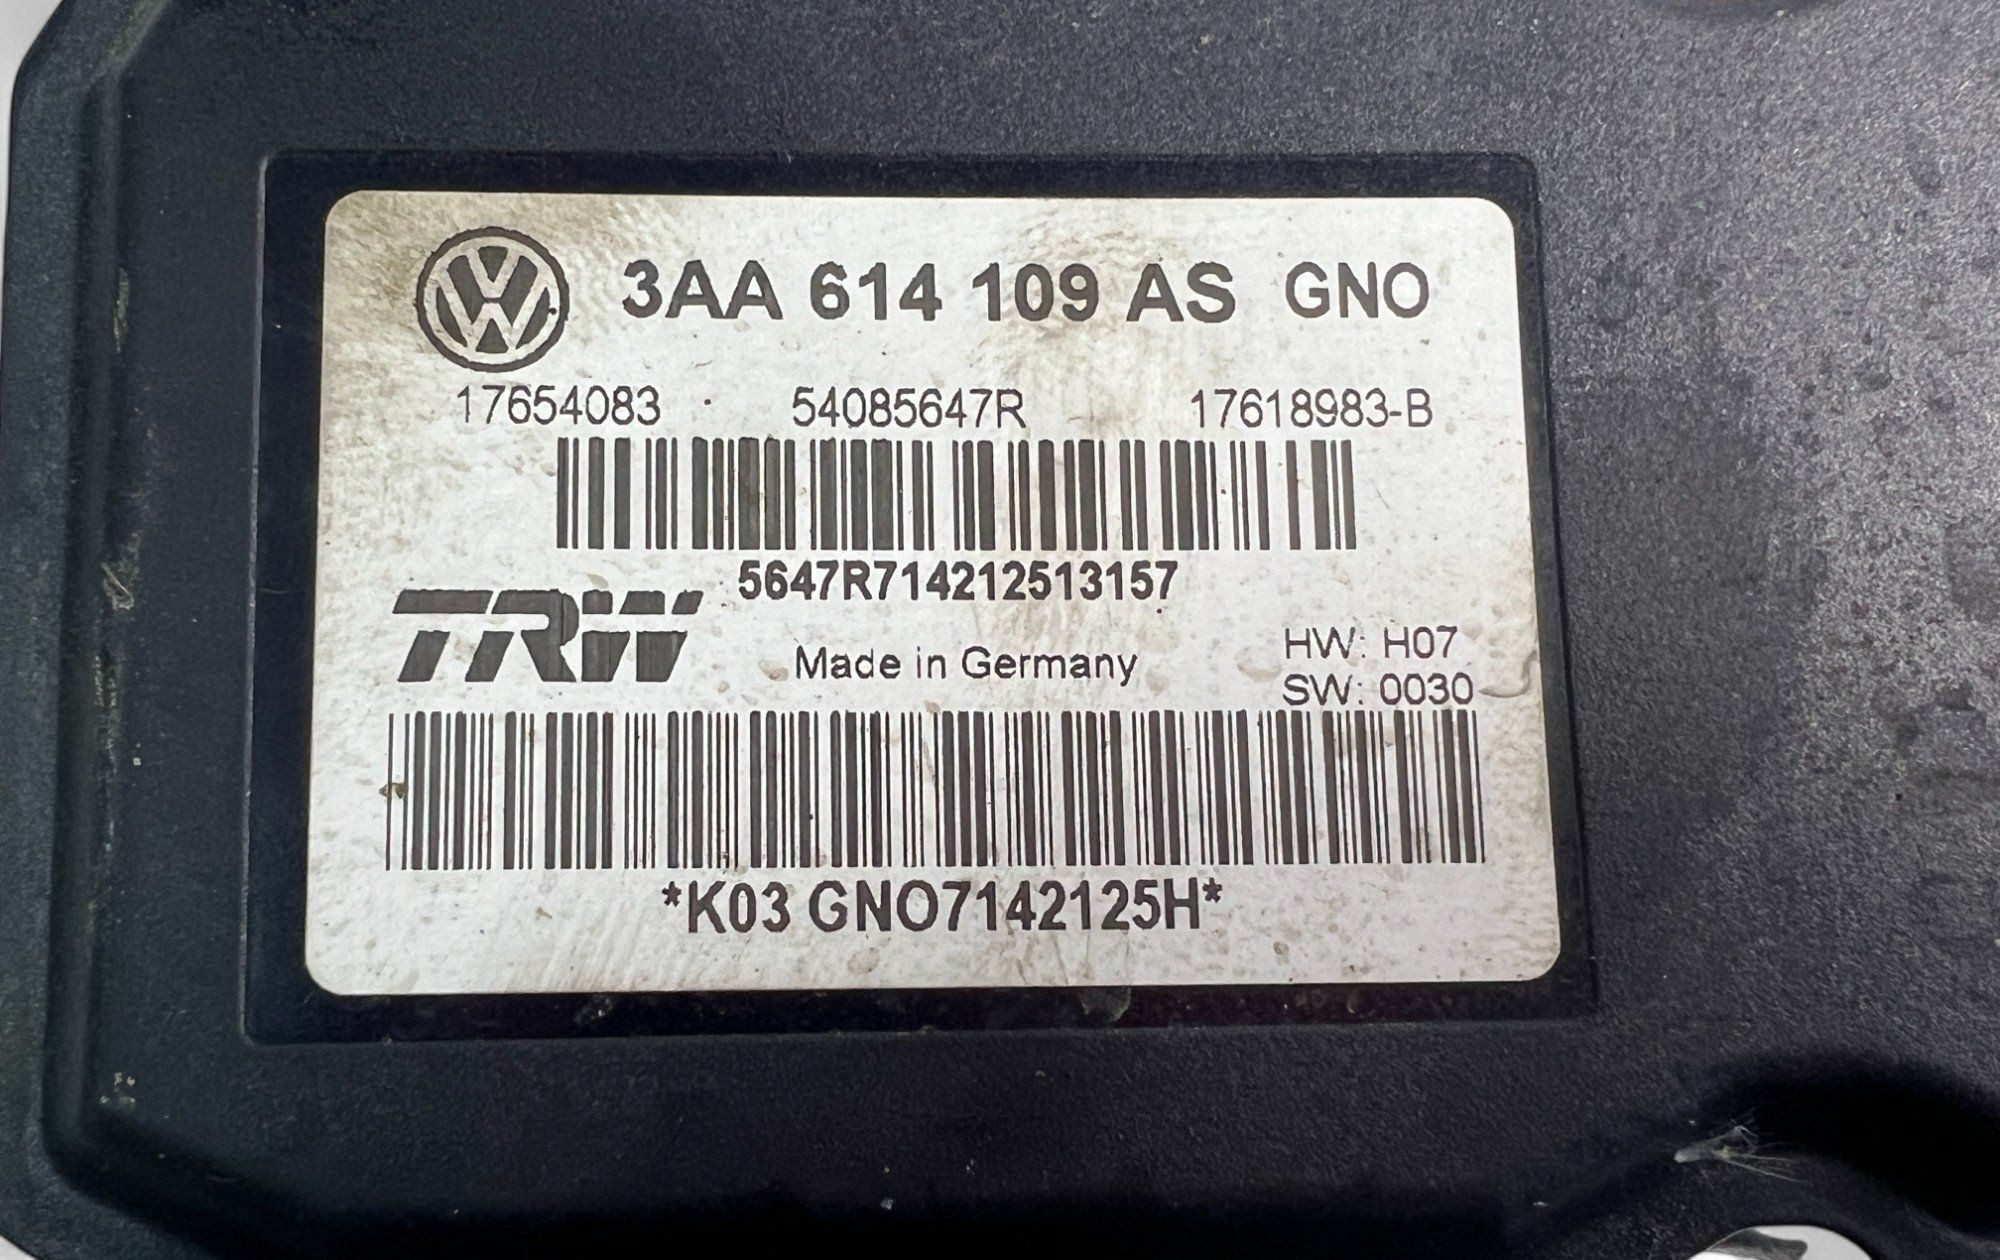 3AA 614 109 AS GNO
17654083 54085647R 17618983-B
5647R714212513157
TRW
Made in Germany
HW: H07
SW: 0030
*K03 GNO7142125H*